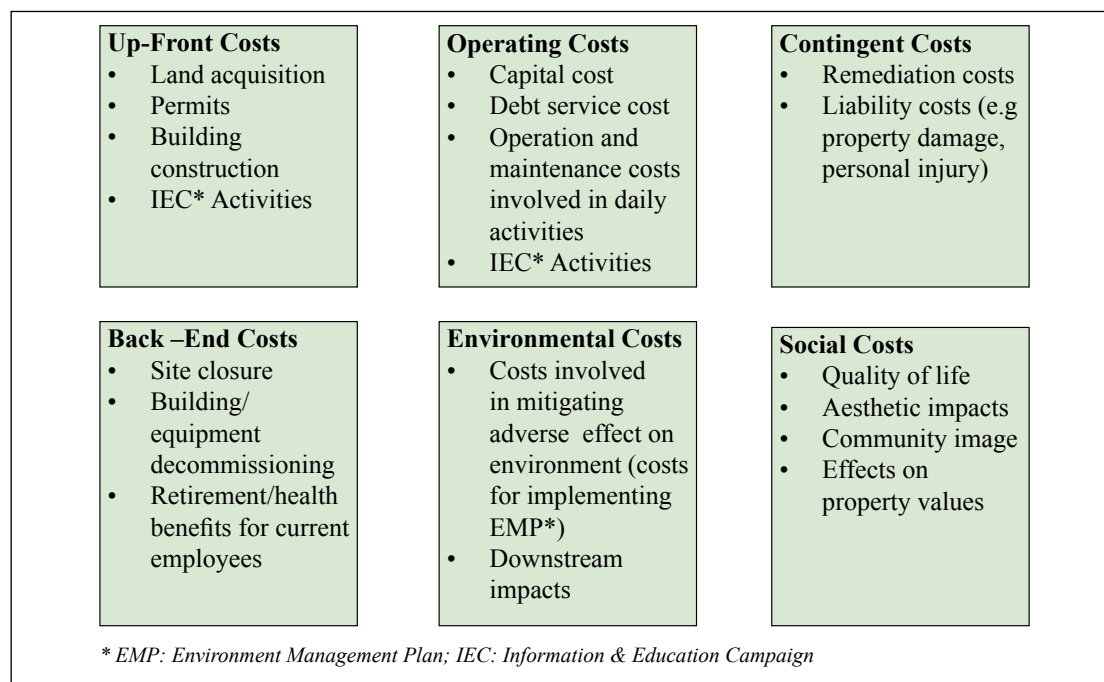 Up-Front Costs
• Land acquisition
• Permits
• Building
construction
• IEC* Activities
Operating Costs
• Capital cost
• Debt service cost
• Operation and
maintenance costs
involved in daily
activities
• IEC* Activities
Contingent Costs
• Remediation costs
• Liability costs (e.g
property damage,
personal injury)
Back –End Costs
• Site closure
• Building/
equipment
decommissioning
• Retirement/health
benefits for current
employees
Environmental Costs
• Costs involved
in mitigating
adverse effect on
environment (costs
for implementing
EMP*)
• Downstream
impacts
Social Costs
• Quality of life
• Aesthetic impacts
• Community image
• Effects on
property values
* EMP: Environment Management Plan; IEC: Information & Education Campaign